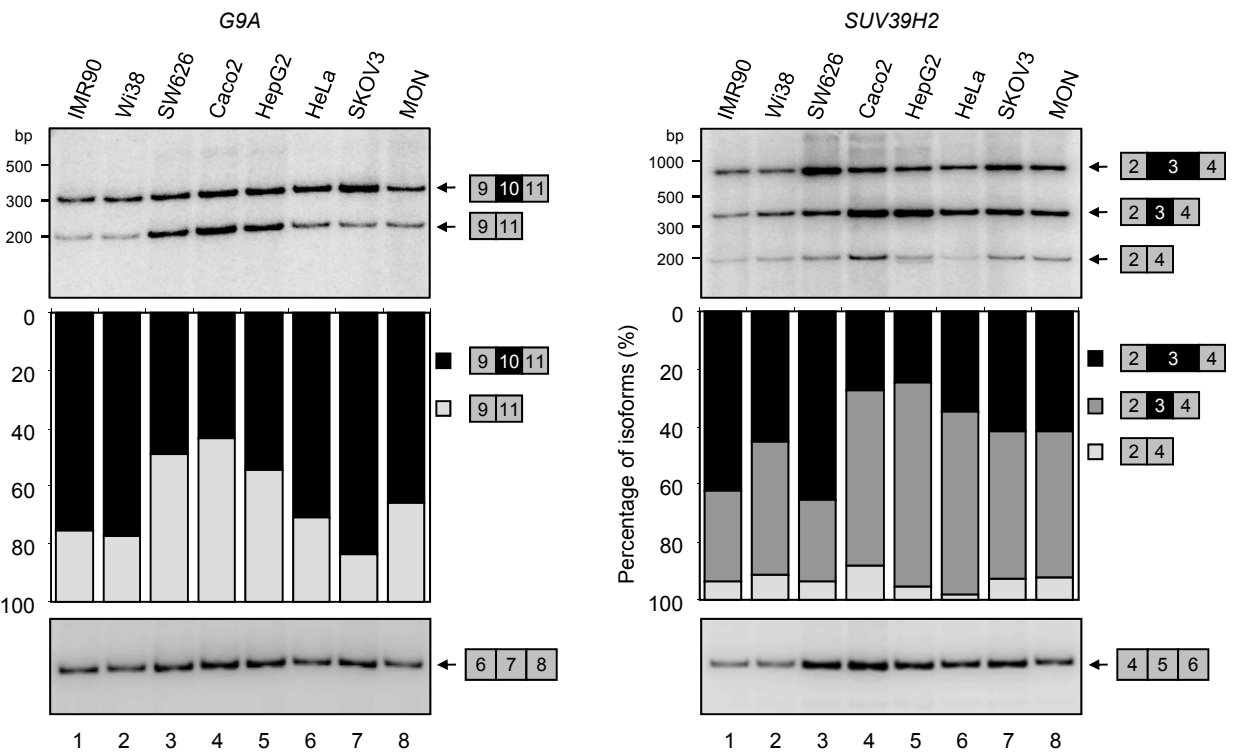 G9A
IMR90 Wi38 SW626 Caco2 HepG2 HeLa SKOV3 MON
bp
500
300
200
9 10 11
9 11
0
20
40
60
80
100
9 10 11
9 11
6 7 8
1 2 3 4 5 6 7 8
SUV39H2
IMR90 Wi38 SW626 Caco2 HepG2 HeLa SKOV3 MON
bp
1000
500
300
200
2 3 4
2 3 4
2 4
Percentage of isoforms (%)
0
20
40
60
80
100
2 3 4
2 3 4
2 4
4 5 6
1 2 3 4 5 6 7 8